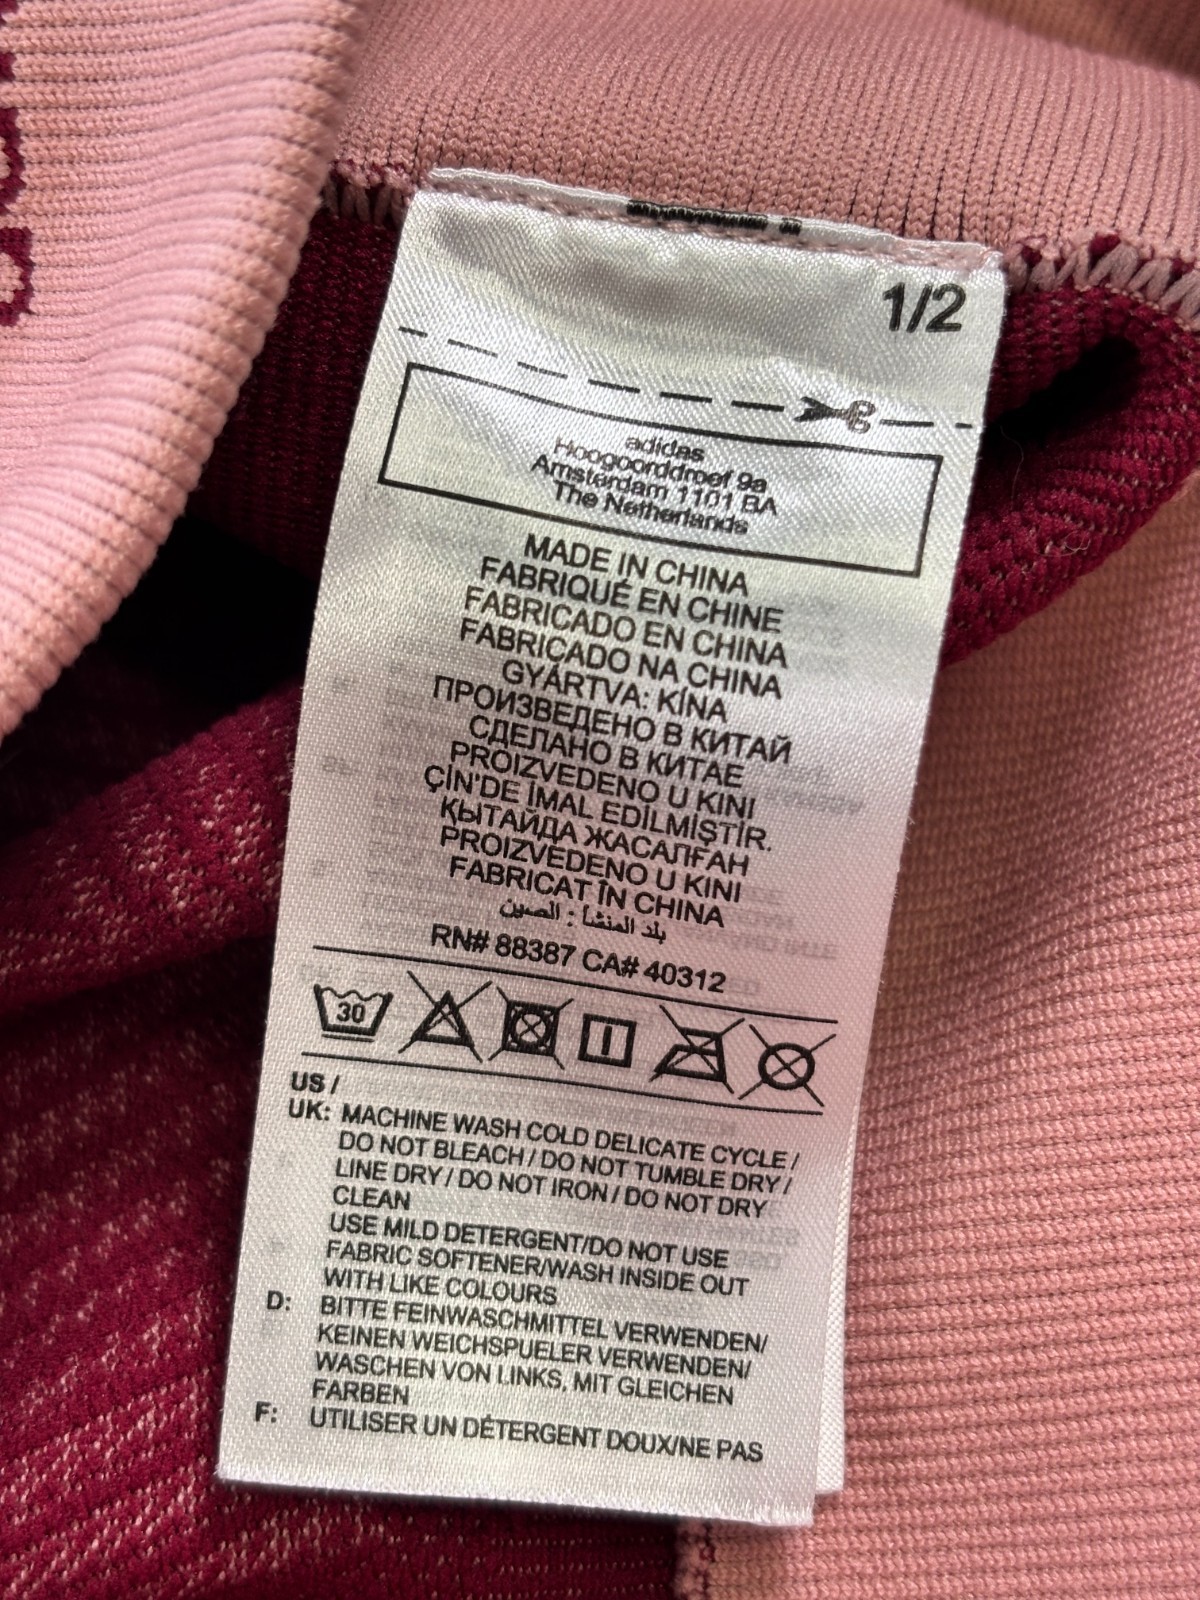 1/2
adidas
Hoogoorddreef 9a
Amsterdam 1101 BA
The Netherlands
MADE IN CHINA
FABRIQUÉ EN CHINE
FABRICADO EN CHINA
FABRICADO NA CHINA
GYÁRTVA: KÍNA
ПРОИЗВЕДЕНО В КИТАЙ
СДЕЛАНО В КИТАЕ
PROIZVEDENO U KINI
ÇİN'DE İMAL EDİLMİŞTİR.
ҚЫТАЙДА ЖАСАЛҒАН
PROIZVEDENO U KINI
FABRICAT ÎN CHINA
بلد المنشأ : الصين
RN# 88387 CA# 40312
30
US /
UK: MACHINE WASH COLD DELICATE CYCLE /
DO NOT BLEACH / DO NOT TUMBLE DRY /
LINE DRY / DO NOT IRON / DO NOT DRY
CLEAN
USE MILD DETERGENT/DO NOT USE
FABRIC SOFTENER/WASH INSIDE OUT
WITH LIKE COLOURS
D: BITTE FEINWASCHMITTEL VERWENDEN/
KEINEN WEICHSPUELER VERWENDEN/
WASCHEN VON LINKS, MIT GLEICHEN
FARBEN
F: UTILISER UN DÉTERGENT DOUX/NE PAS